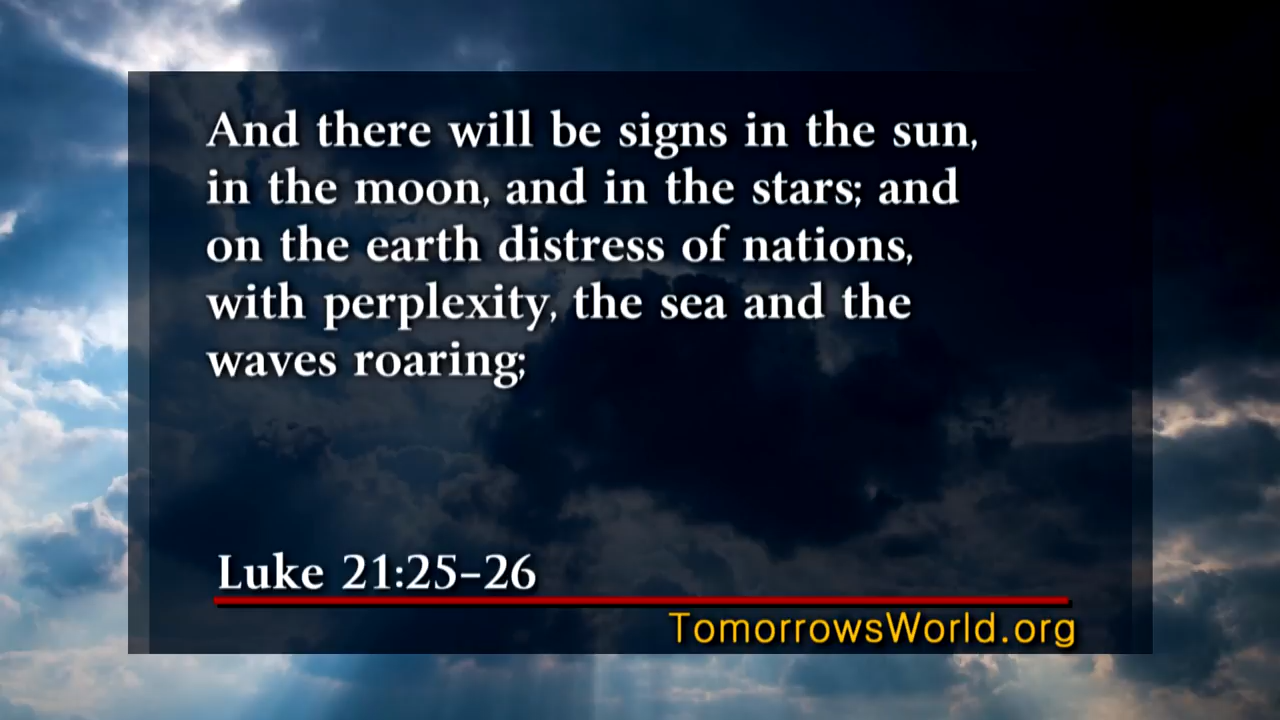 And there will be signs in the sun,
in the moon, and in the stars; and
on the earth distress of nations,
with perplexity, the sea and the
waves roaring;
Luke 21:25–26
TomorrowsWorld.org